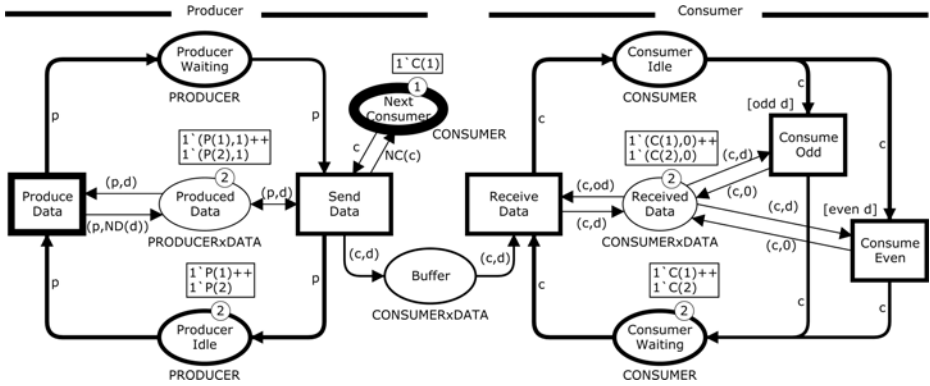 Producer
Consumer
Producer
Waiting
PRODUCER
p
p
1`C(1)
1
Next
Consumer
CONSUMER
c
NC(c)
1`(P(1),1)++
1`(P(2),1)
2
Produced
Data
PRODUCERxDATA
Produce
Data
(p,d)
(p,ND(d))
(p,d)
Send
Data
p
p
1`P(1)++
1`P(2)
2
Producer
Idle
PRODUCER
(c,d)
Buffer
CONSUMERxDATA
(c,d)
Consumer
Idle
CONSUMER
c
c
c
[odd d]
Consume
Odd
1`(C(1),0)++
1`(C(2),0)
2
Received
Data
CONSUMERxDATA
(c,d)
(c,0)
Receive
Data
(c,od)
(c,d)
(c,d)
(c,0)
[even d]
Consume
Even
c
c
c
1`C(1)++
1`C(2)
2
Consumer
Waiting
CONSUMER